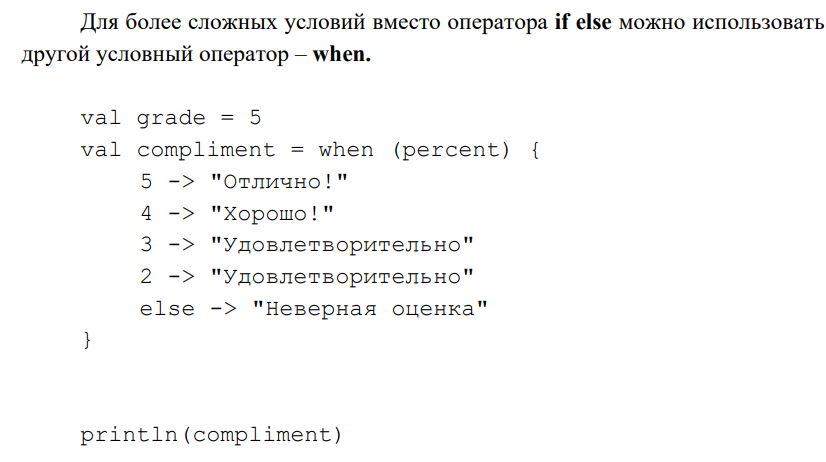 Для более сложных условий вместо оператора if else можно использовать
другой условный оператор – when.
val grade = 5
val compliment = when (percent) {
5 -> "Отлично!"
4 -> "Хорошо!"
3 -> "Удовлетворительно"
2 -> "Удовлетворительно"
else -> "Неверная оценка"
}
println(compliment)